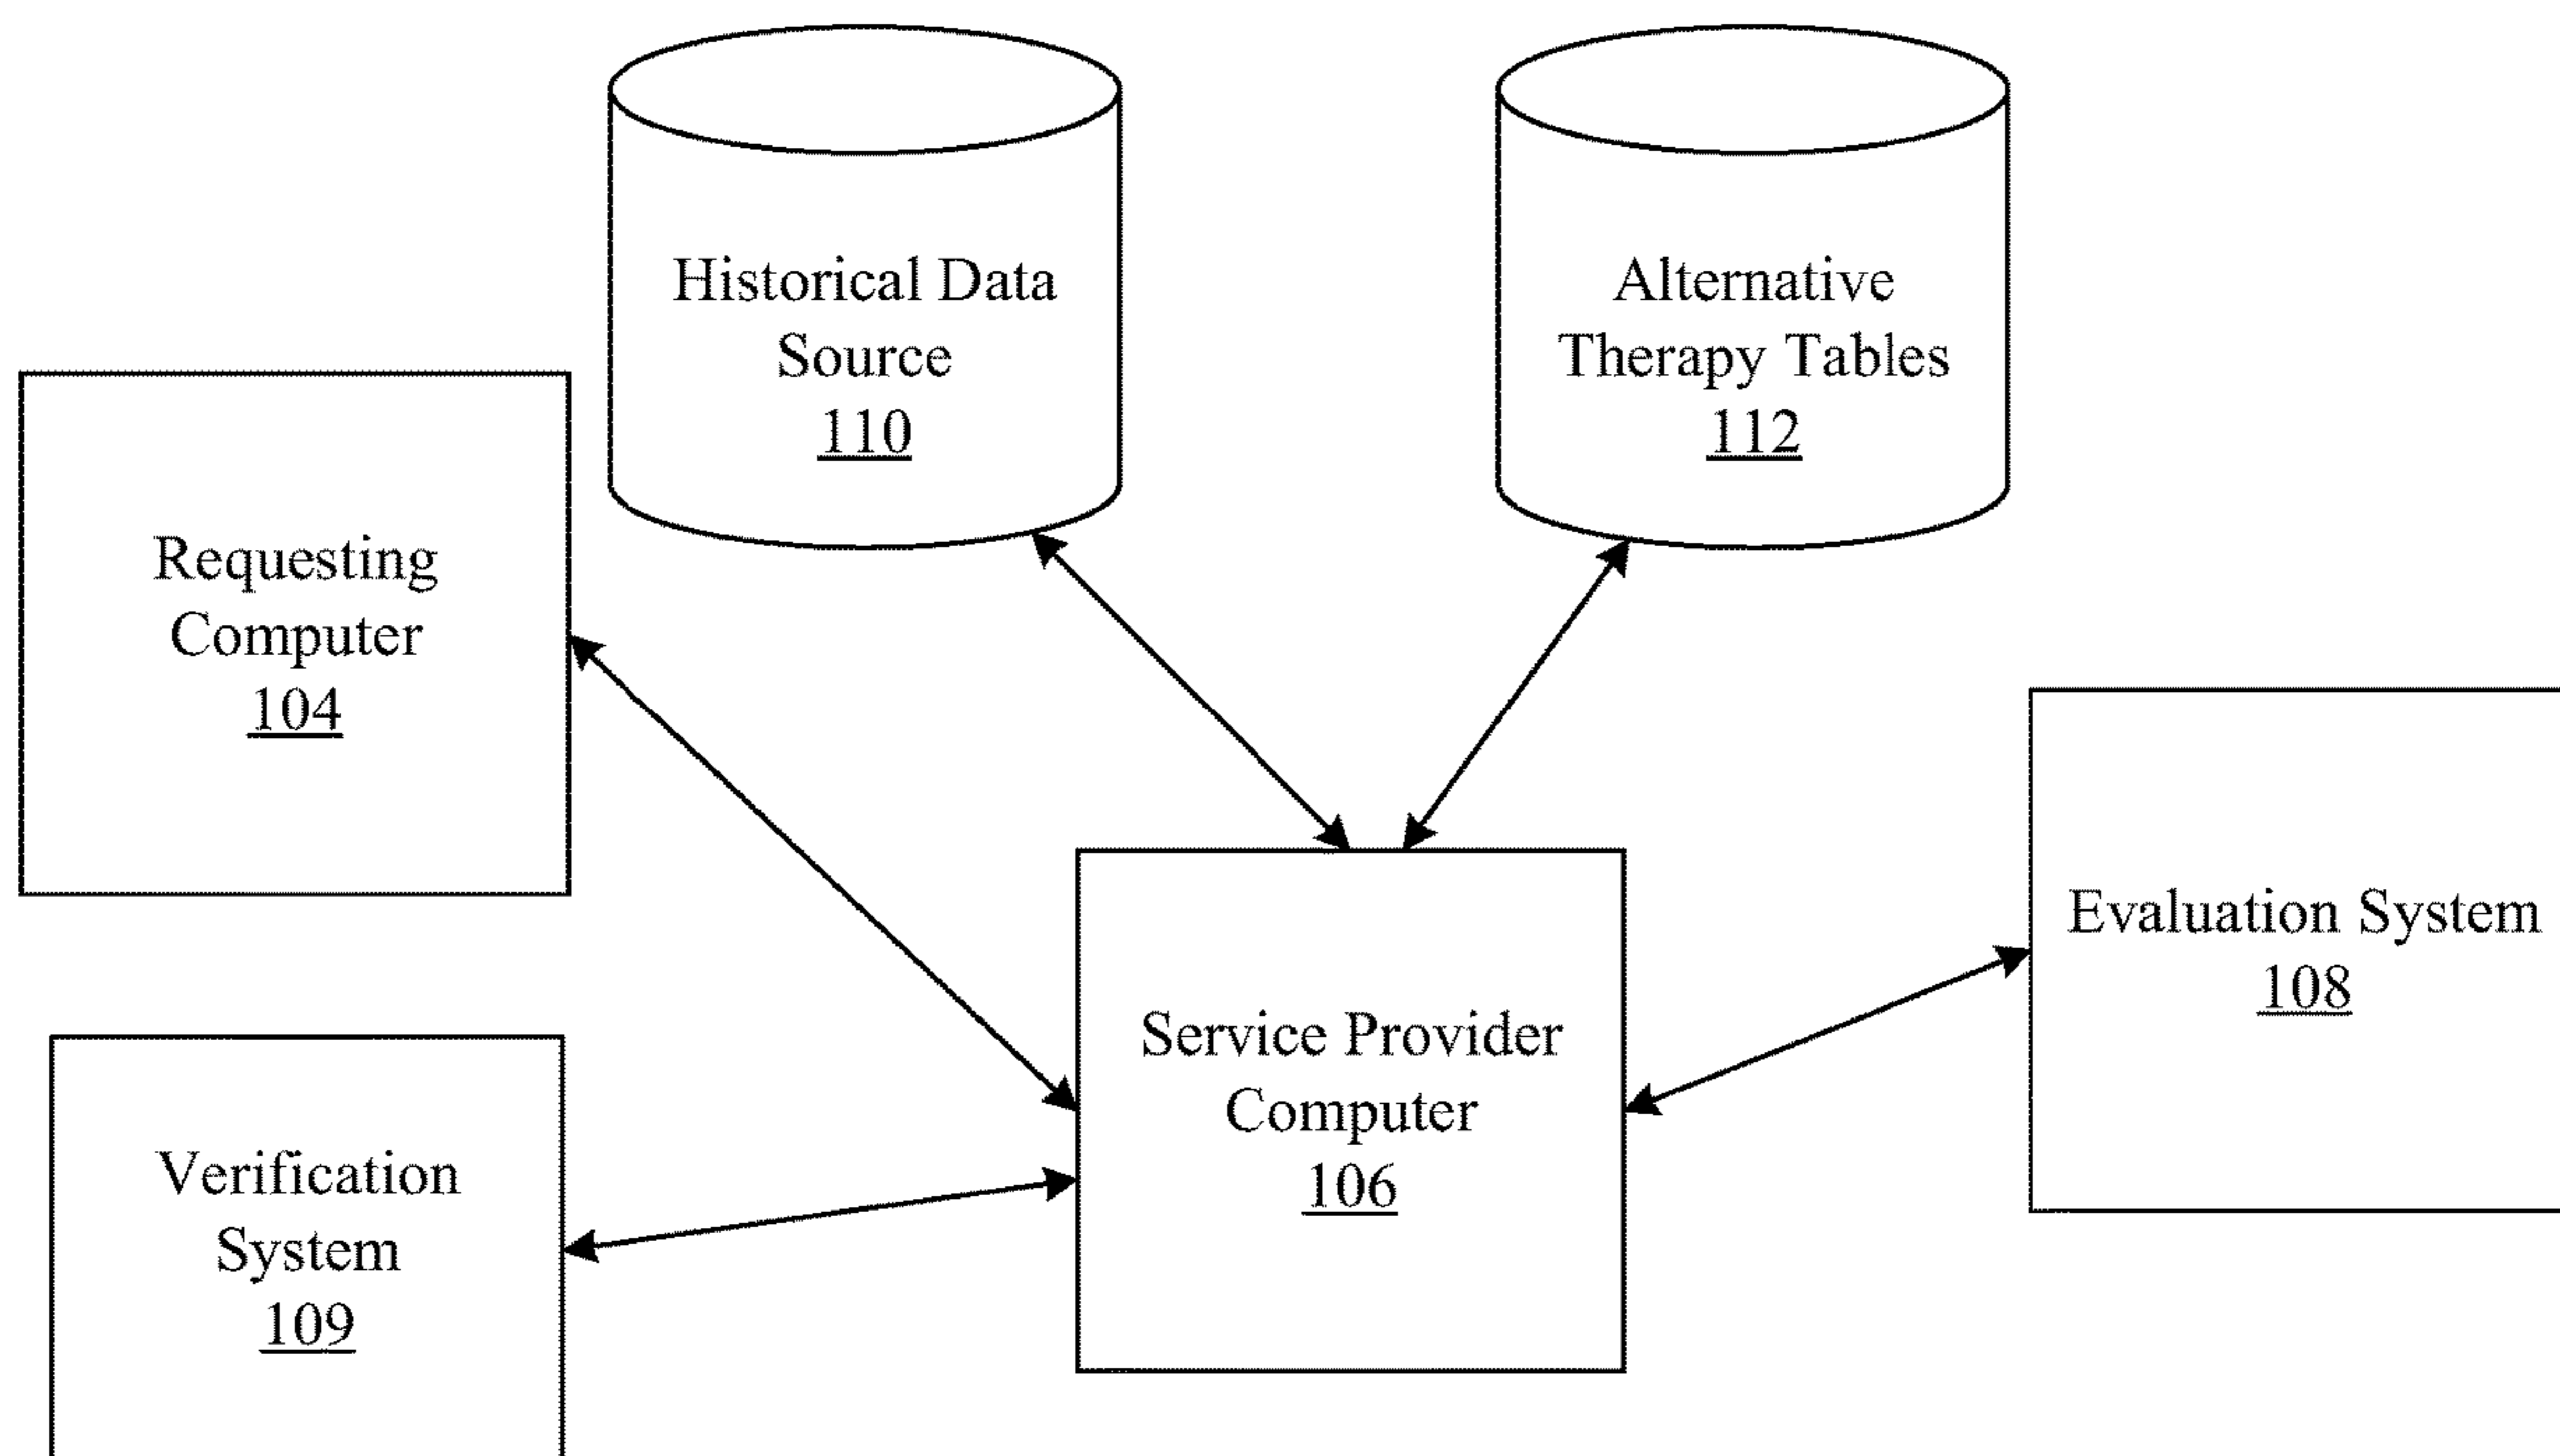 Historical Data
Source
110
Alternative
Therapy Tables
112
Requesting
Computer
104
Evaluation System
108
Service Provider
Computer
106
Verification
System
109